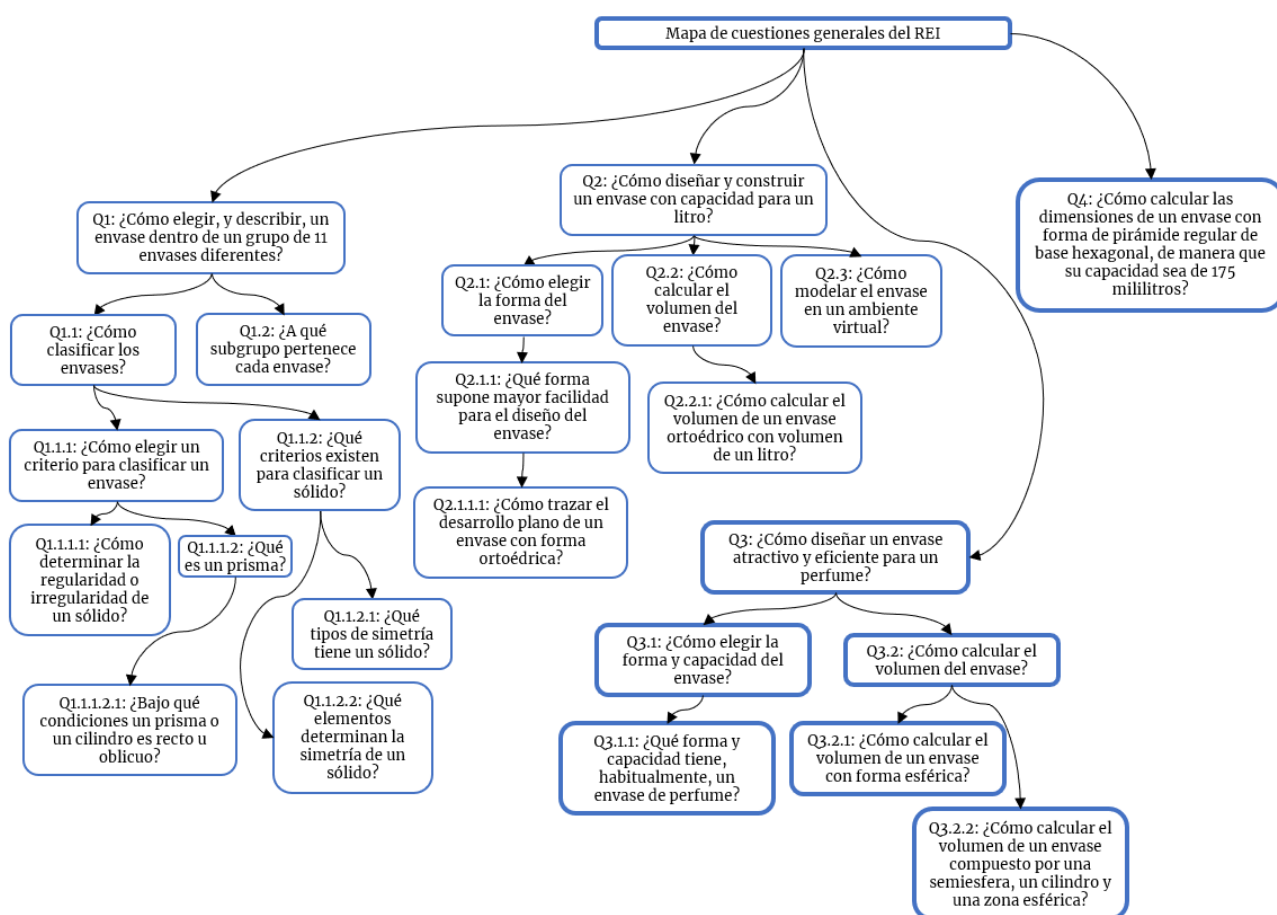 Mapa de cuestiones generales del REI
Q1: ¿Cómo elegir, y describir, un
envase dentro de un grupo de 11
envases diferentes?
Q1.1: ¿Cómo
clasificar los
envases?
Q1.2: ¿A qué
subgrupo pertenece
cada envase?
Q1.1.1: ¿Cómo elegir un
criterio para clasificar un
envase?
Q1.1.2: ¿Qué
criterios existen
para clasificar un
sólido?
Q1.1.1.1: ¿Cómo
determinar la
regularidad o
irregularidad de
un sólido?
Q1.1.1.2: ¿Qué
es un prisma?
Q1.1.2.1: ¿Qué
tipos de simetría
tiene un sólido?
Q1.1.1.2.1: ¿Bajo qué
condiciones un prisma o
un cilindro es recto u
oblicuo?
Q1.1.2.2: ¿Qué
elementos
determinan la
simetría de un
sólido?
Q2: ¿Cómo diseñar y construir
un envase con capacidad para un
litro?
Q2.1: ¿Cómo elegir
la forma del
envase?
Q2.2: ¿Cómo
calcular el
volumen del
envase?
Q2.3: ¿Cómo
modelar el envase
en un ambiente
virtual?
Q2.1.1: ¿Qué forma
supone mayor facilidad
para el diseño del
envase?
Q2.2.1: ¿Cómo calcular el
volumen de un envase
ortoédrico con volumen
de un litro?
Q2.1.1.1: ¿Cómo trazar el
desarrollo plano de un
envase con forma
ortoédrica?
Q3: ¿Cómo diseñar un envase
atractivo y eficiente para un
perfume?
Q3.1: ¿Cómo elegir la
forma y capacidad del
envase?
Q3.2: ¿Cómo calcular el
volumen del envase?
Q3.1.1: ¿Qué forma y
capacidad tiene,
habitualmente, un
envase de perfume?
Q3.2.1: ¿Cómo calcular el
volumen de un envase
con forma esférica?
Q3.2.2: ¿Cómo calcular el
volumen de un envase
compuesto por una
semiesfera, un cilindro y
una zona esférica?
Q4: ¿Cómo calcular las
dimensiones de un envase con
forma de pirámide regular de
base hexagonal, de manera que
su capacidad sea de 175
mililitros?